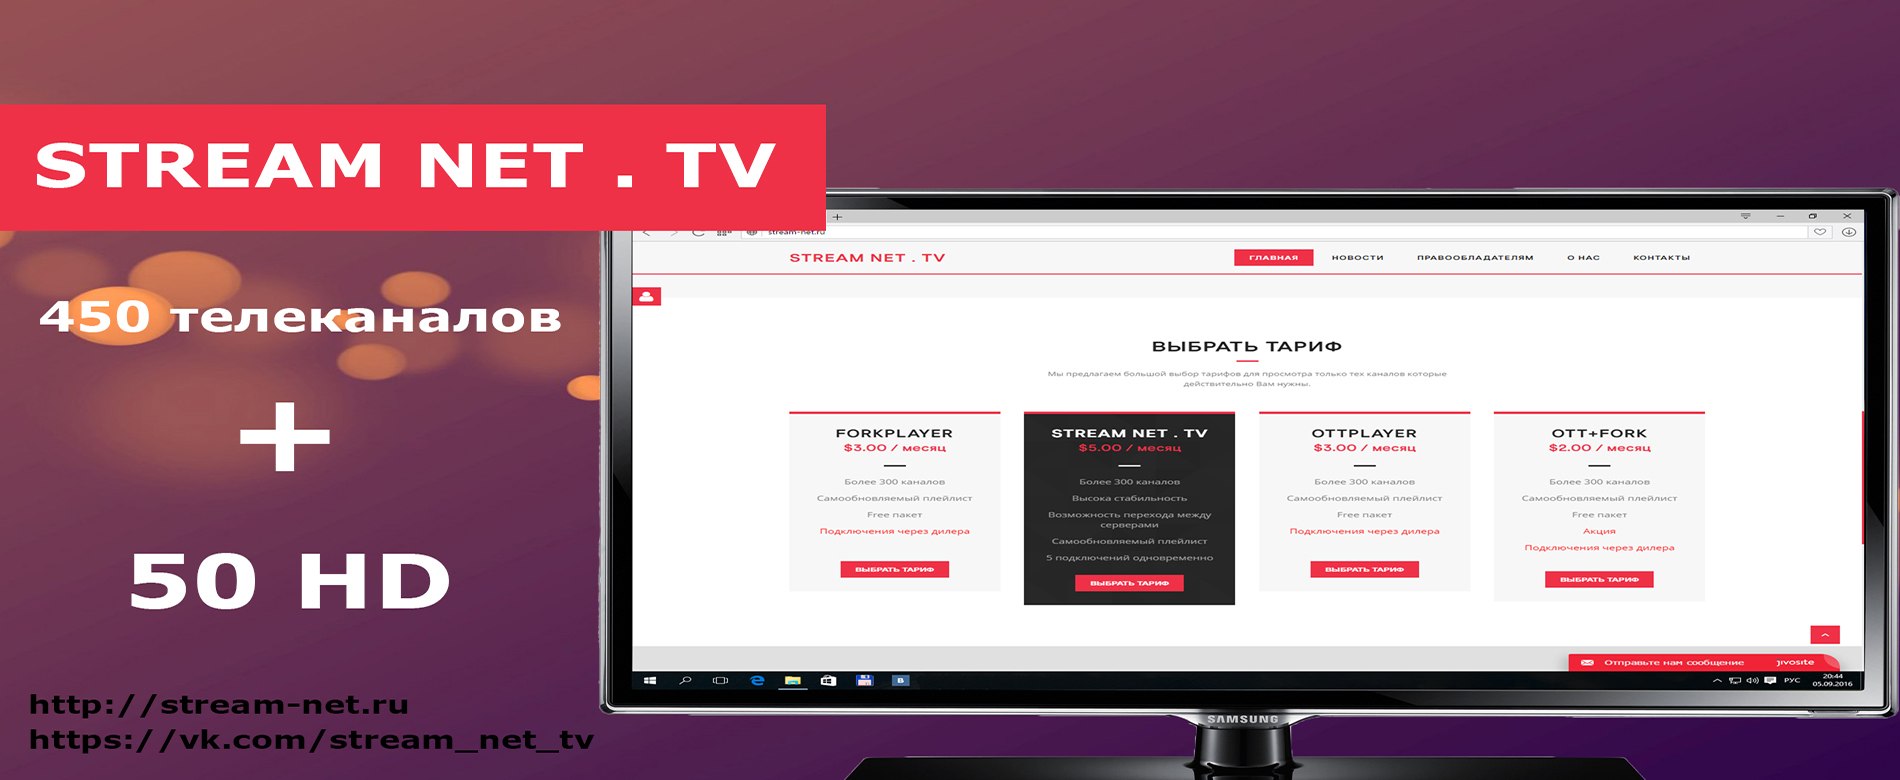 STREAM NET . TV
450 телеканалов
+
50 HD
http://stream-net.ru
https://vk.com/stream_net_tv
stream-net.ru
STREAM NET . TV
ГЛАВНАЯ
НОВОСТИ
ПРАВООБЛАДАТЕЛЯМ
О НАС
КОНТАКТЫ
ВЫБРАТЬ ТАРИФ
Мы предлагаем большой выбор тарифов для просмотра только тех каналов которые
действительно Вам нужны.
FORKPLAYER
$3.00 / месяц
Более 300 каналов
Самообновляемый плейлист
Free пакет
Подключения через дилера
ВЫБРАТЬ ТАРИФ
STREAM NET . TV
$5.00 / месяц
Более 300 каналов
Высока стабильность
Возможность перехода между
серверами
Самообновляемый плейлист
5 подключений одновременно
ВЫБРАТЬ ТАРИФ
OTTPLAYER
$3.00 / месяц
Более 300 каналов
Самообновляемый плейлист
Free пакет
Подключения через дилера
ВЫБРАТЬ ТАРИФ
OTT+FORK
$2.00 / месяц
Более 300 каналов
Самообновляемый плейлист
Free пакет
Акция
Подключения через дилера
ВЫБРАТЬ ТАРИФ
Отправьте нам сообщение
jivosite
РУС
20:44
05.09.2016
SAMSUNG